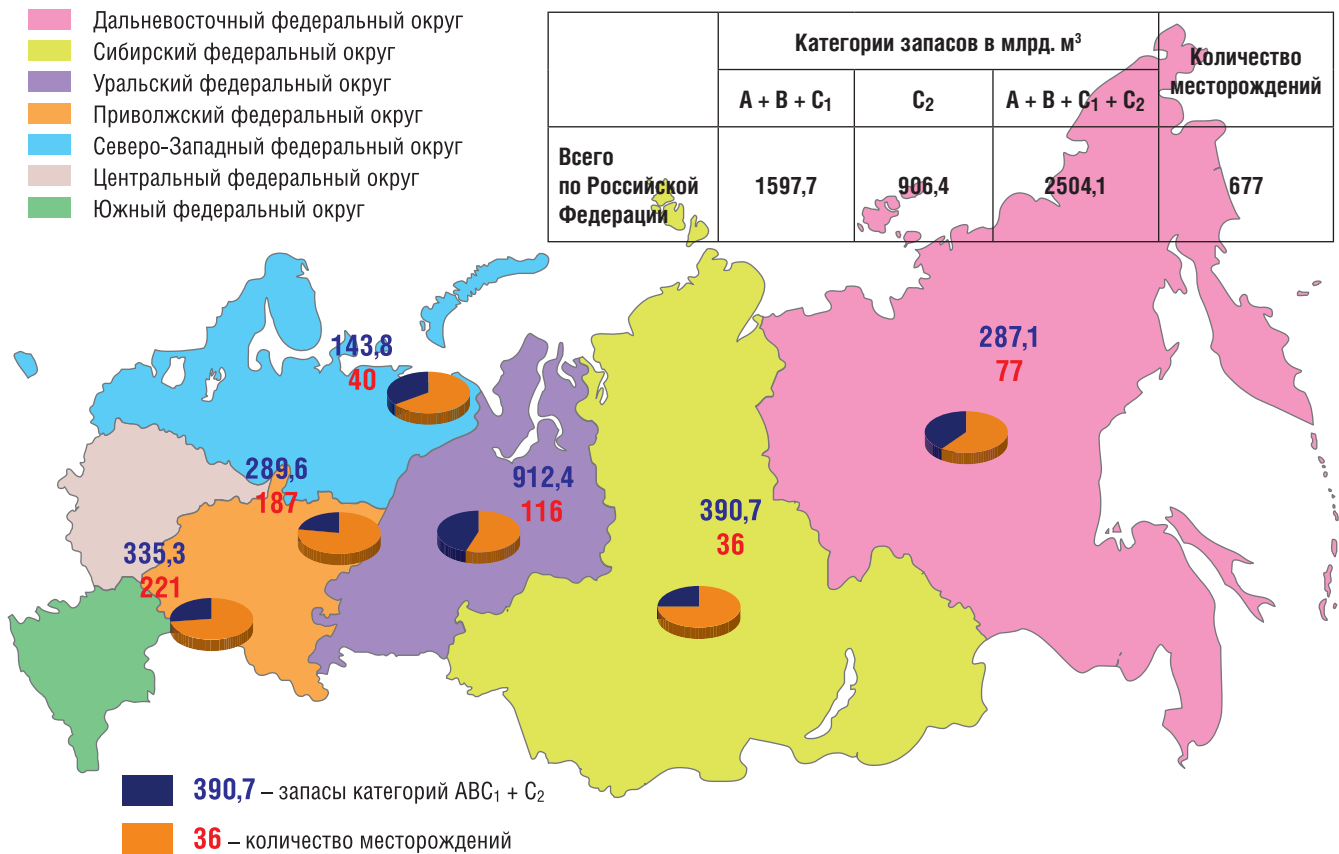 Дальневосточный федеральный округ
Сибирский федеральный округ
Уральский федеральный округ
Приволжский федеральный округ
Северо-Западный федеральный округ
Центральный федеральный округ
Южный федеральный округ
Категории запасов в млрд. м³
Количество
месторождений
A + B + C₁
C₂
A + B + C₁ + C₂
Всего
по Российской
Федерации
1597,7
906,4
2504,1
677
143,8
40
287,1
77
289,6
187
912,4
116
390,7
36
335,3
221
390,7 – запасы категорий ABC₁ + C₂
36 – количество месторождений